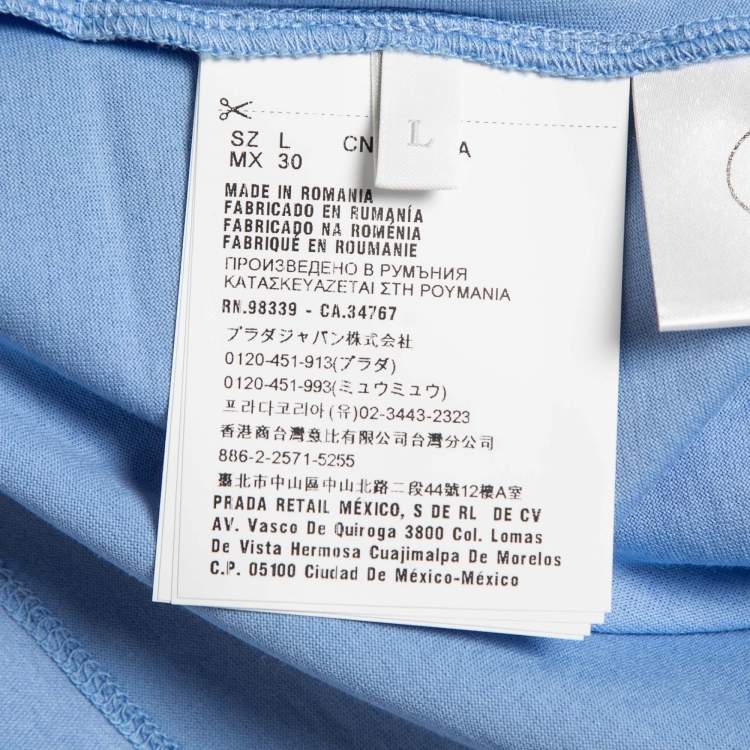 SZ L
MX 30
CN
A
L
MADE IN ROMANIA
FABRICADO EN RUMANÍA
FABRICADO NA ROMÉNIA
FABRIQUÉ EN ROUMANIE
ПРОИЗВЕДЕНО В РУМЪНИЯ
ΚΑΤΑΣΚΕΥΑΖΕΤΑΙ ΣΤΗ ΡΟΥΜΑΝΙΑ
RN.98339 - CA.34767
プラダジャパン株式会社
0120-451-913(プラダ)
0120-451-993(ミュウミュウ)
프라다코리아(유)02-3443-2323
香港商台灣意比有限公司台灣分公司
886-2-2571-5255
臺北市中山區中山北路二段44號12樓A室
PRADA RETAIL MÉXICO, S DE RL DE CV
AV. Vasco De Quiroga 3800 Col. Lomas
De Vista Hermosa Cuajimalpa De Morelos
C.P. 05100 Ciudad De México-México